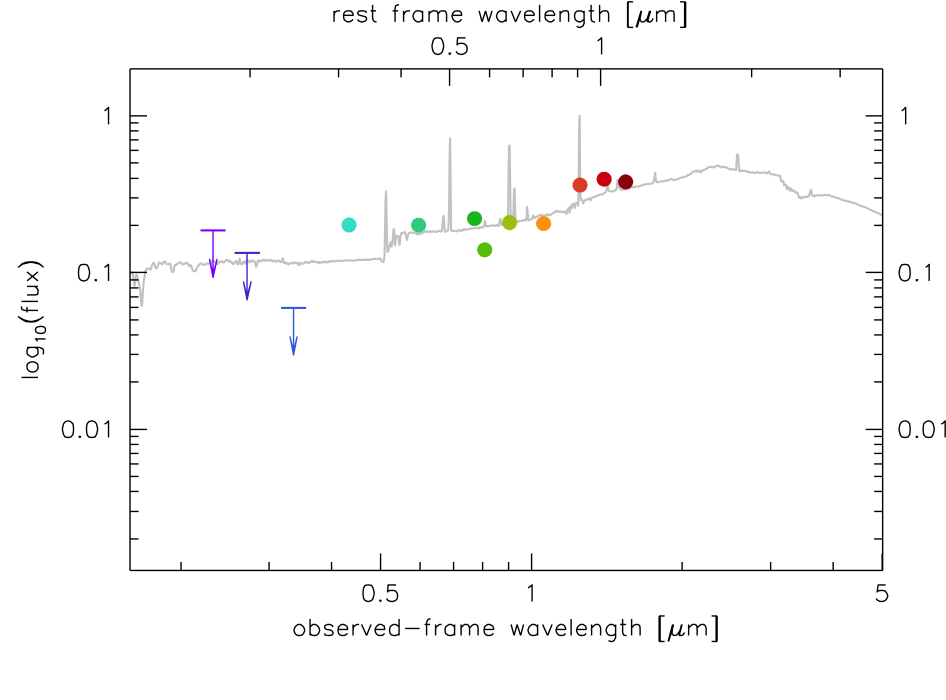 rest frame wavelength [μm]
0.5 1
1 1
0.1 0.1
0.01 0.01
log10(flux)
0.5 1 5
observed-frame wavelength [μm]